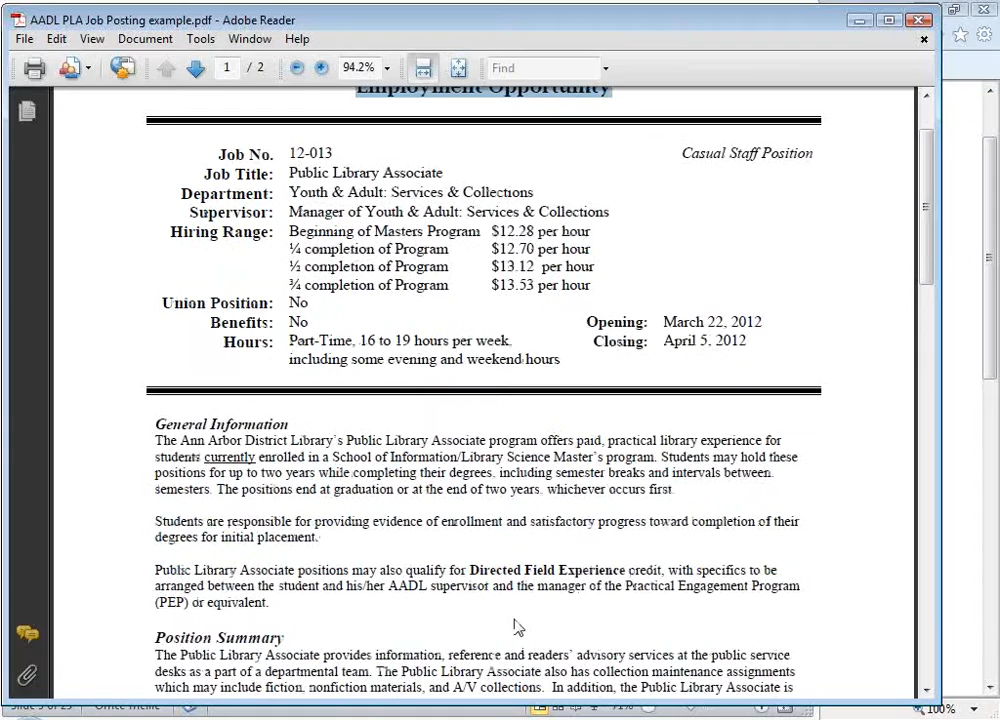 AADL PLA Job Posting example.pdf - Adobe Reader
File Edit View Document Tools Window Help
1 / 2 94.2% Find
Employment Opportunity
Job No. 12-013 Casual Staff Position
Job Title: Public Library Associate
Department: Youth & Adult: Services & Collections
Supervisor: Manager of Youth & Adult: Services & Collections
Hiring Range: Beginning of Masters Program $12.28 per hour
¼ completion of Program $12.70 per hour
½ completion of Program $13.12 per hour
¾ completion of Program $13.53 per hour
Union Position: No
Benefits: No Opening: March 22, 2012
Hours: Part-Time, 16 to 19 hours per week, Closing: April 5, 2012
including some evening and weekend hours
General Information
The Ann Arbor District Library's Public Library Associate program offers paid, practical library experience for
students currently enrolled in a School of Information/Library Science Master's program. Students may hold these
positions for up to two years while completing their degrees, including semester breaks and intervals between
semesters. The positions end at graduation or at the end of two years, whichever occurs first.
Students are responsible for providing evidence of enrollment and satisfactory progress toward completion of their
degrees for initial placement.
Public Library Associate positions may also qualify for Directed Field Experience credit, with specifics to be
arranged between the student and his/her AADL supervisor and the manager of the Practical Engagement Program
(PEP) or equivalent.
Position Summary
The Public Library Associate provides information, reference and readers' advisory services at the public service
desks as a part of a departmental team. The Public Library Associate also has collection maintenance assignments
which may include fiction, nonfiction materials, and A/V collections. In addition, the Public Library Associate is
100%